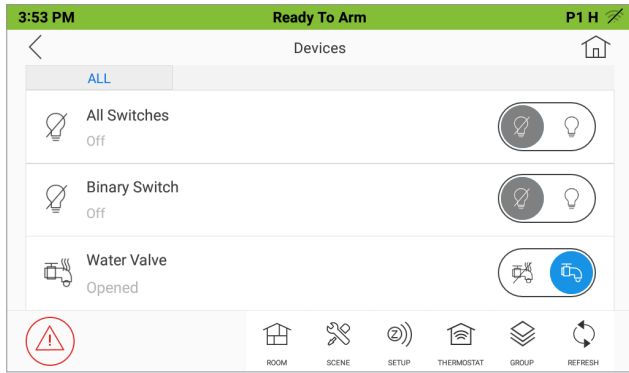 3:53 PM Ready To Arm P1 H
Devices
ALL
All Switches
Off
Binary Switch
Off
Water Valve
Opened
Z
ROOM SCENE SETUP THERMOSTAT GROUP REFRESH